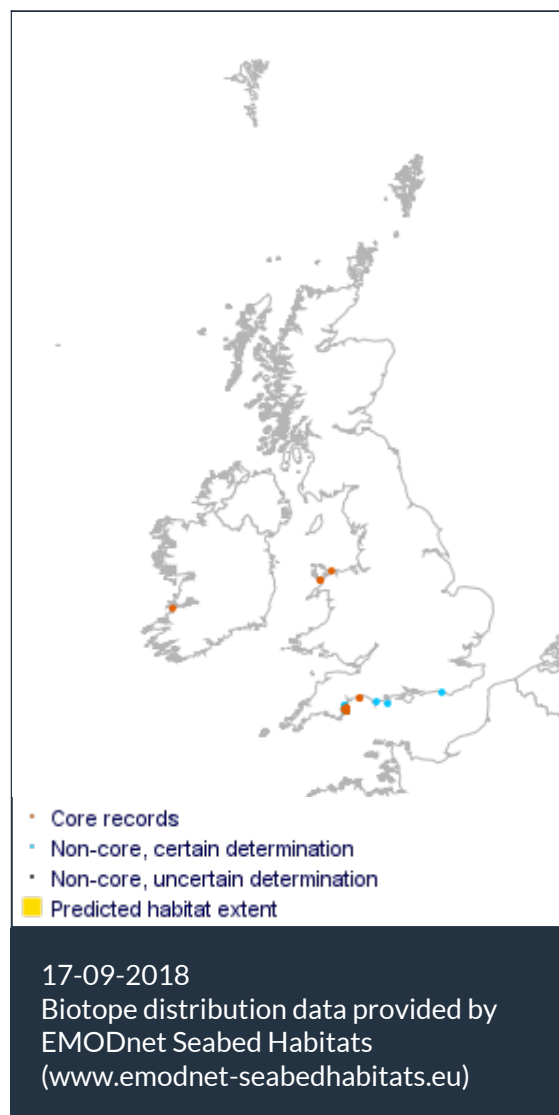 Core records
Non-core, certain determination
Non-core, uncertain determination
Predicted habitat extent
17-09-2018
Biotope distribution data provided by
EMODnet Seabed Habitats
(www.emodnet-seabedhabitats.eu)